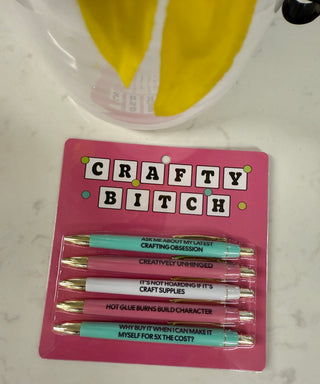 CRAFTY
BITCH
ASK ME ABOUT MY LATEST
CRAFTING OBSESSION
CREATIVELY UNHINGED
IT'S NOT HOARDING IF IT'S
CRAFT SUPPLIES
HOT GLUE BURNS BUILD CHARACTER
WHY BUY IT WHEN I CAN MAKE IT
MYSELF FOR 5X THE COST?